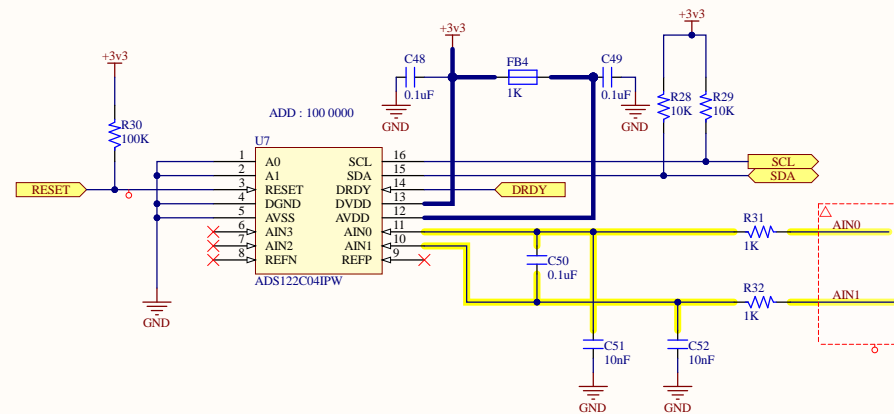 +3v3
+3v3
+3v3
C48
0.1uF
GND
FB4
1K
C49
0.1uF
GND
R28
10K
R29
10K
ADD : 100 0000
R30
100K
U7
1 A0 SCL 16
2 A1 SDA 15
3 RESET DRDY 14
4 DGND DVDD 13
5 AVSS AVDD 12
6 AIN3 AIN0 11
7 AIN2 AIN1 10
8 REFN REFP 9
ADS122C04IPW
RESET
SCL
SDA
DRDY
R31
1K
AIN0
C50
0.1uF
R32
1K
AIN1
GND
C51
10nF
GND
C52
10nF
GND